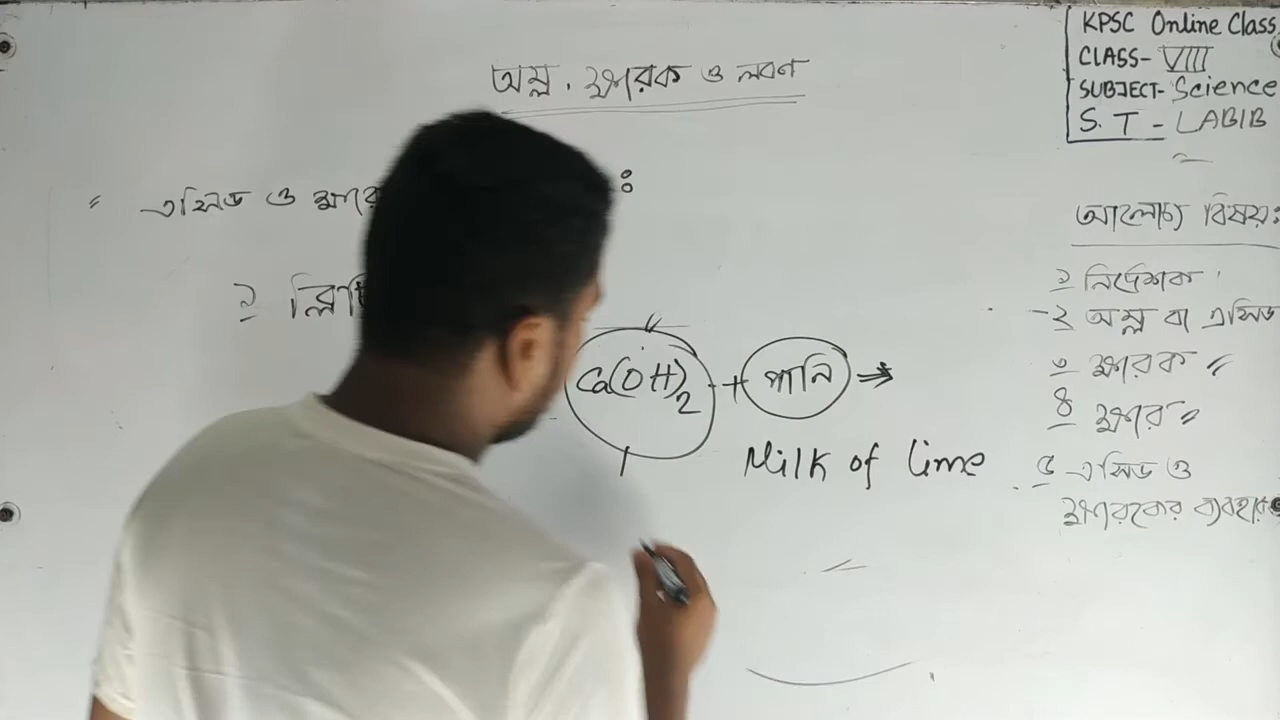 KPSC Online Class
CLASS- VIII
SUBJECT- Science
S. T - LABIB
অম্ল, ক্ষারক ও লবণ
" এসিড ও :
১
Ca(OH)2 + পানি →
Milk of lime
আলোচ্য বিষয়ঃ
১ নির্দেশক
২ অম্ল বা এসিড
৩ ক্ষারক "
৪ ক্ষার "
৫ এসিড ও
ক্ষারকের ব্যবহার